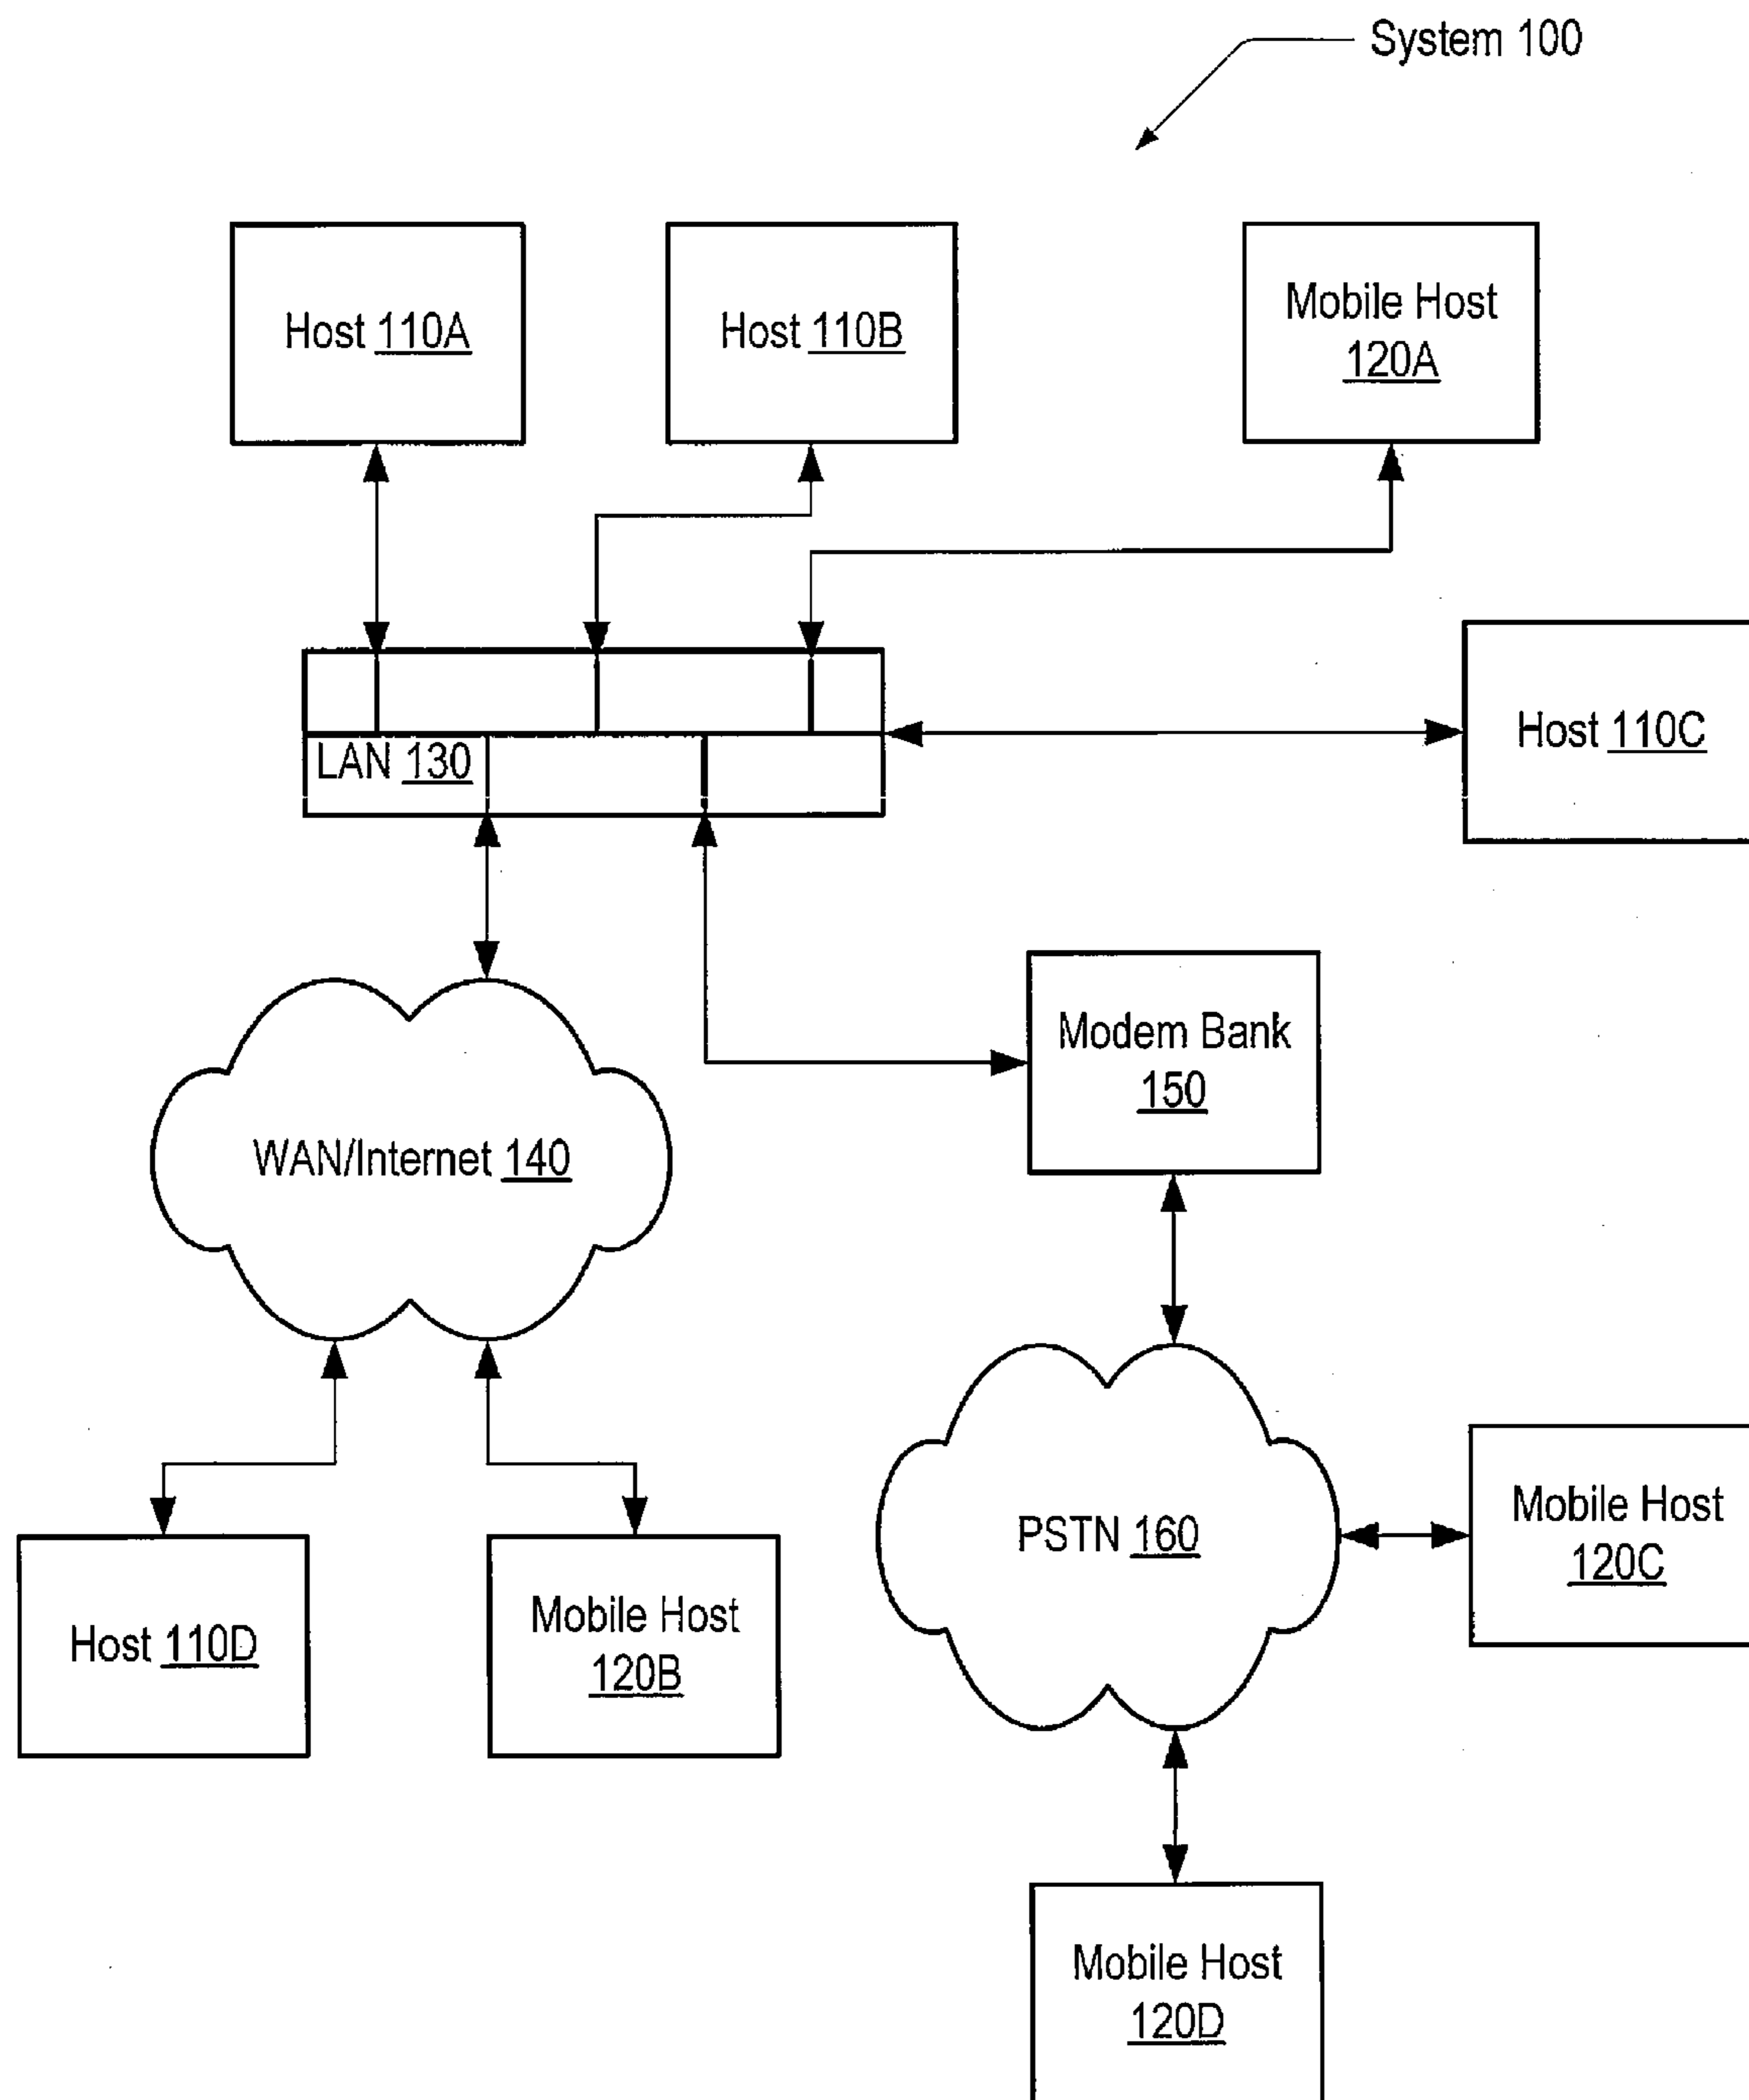 System 100
Host 110A
Host 110B
Mobile Host
120A
Host 110C
LAN 130
Modem Bank
150
WAN/Internet 140
Mobile Host
120C
PSTN 160
Host 110D
Mobile Host
120B
Mobile Host
120D